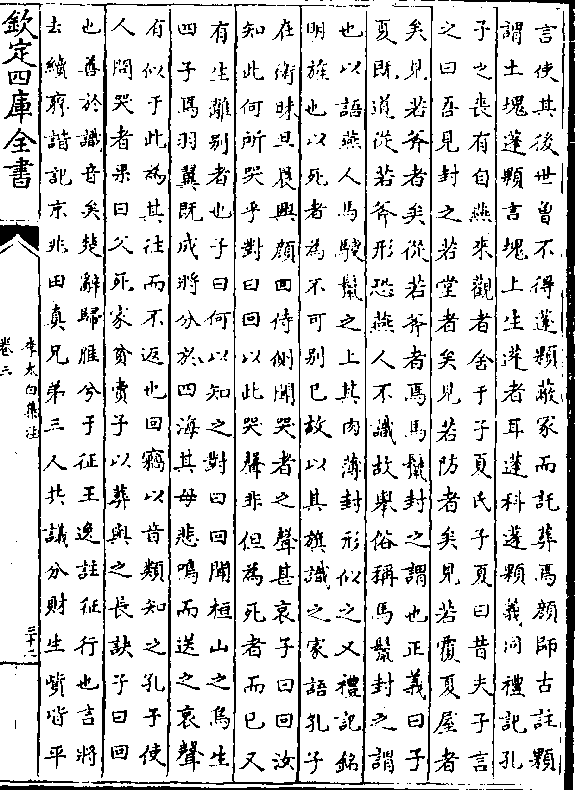 言使其後世曽不得蓬顆蔽冢而託葬焉顔師古註顆
謂土塊蓬顆言塊上生蓬者耳蓬科蓬顆義同禮記孔
子之喪有自燕來觀者舍于子夏氏子夏曰昔夫子言
之曰吾見封之若堂者矣見若防者矣見若覆夏屋者
矣見若斧者矣從若斧者焉馬鬛封之謂也正義曰子
夏既道從若斧形恐燕人不識故舉俗稱馬鬛封之謂
也以語燕人馬騣鬛之上其肉薄封形似之又禮記銘
明旌也以死者為不可别已故以其旗識之家語孔子
在衛昧旦晨興顔回侍側聞哭者之聲甚哀子曰回汝
知此何所哭乎對曰回以此哭聲非但為死者而已又
有生離别者也子曰何以知之對曰回聞桓山之鳥生
四子焉羽翼既成將分於四海其母悲鳴而送之哀聲
有似于此為其往而不返也回竊以音類知之孔子使
人問哭者果曰父死家貧賣子以葬與之長訣子曰回
也善於識音矣楚辭歸雁兮于征王逸註征行也言將
去續齊諧記京兆田真兄弟三人共議分財生貲皆平
欽定四庫全書
李太白集注
卷三
三十二